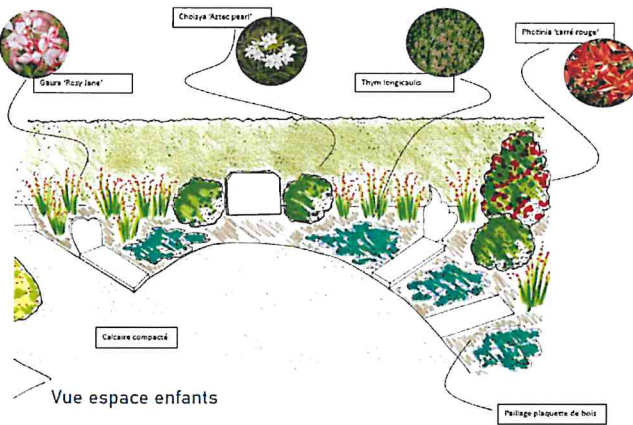 Choisya 'Aztec pearl'
Photinia 'carré rouge'
Gaura 'Rosy Jane'
Thym longicaulis
Calcaire compacté
Vue espace enfants
Paillage plaquette de bois